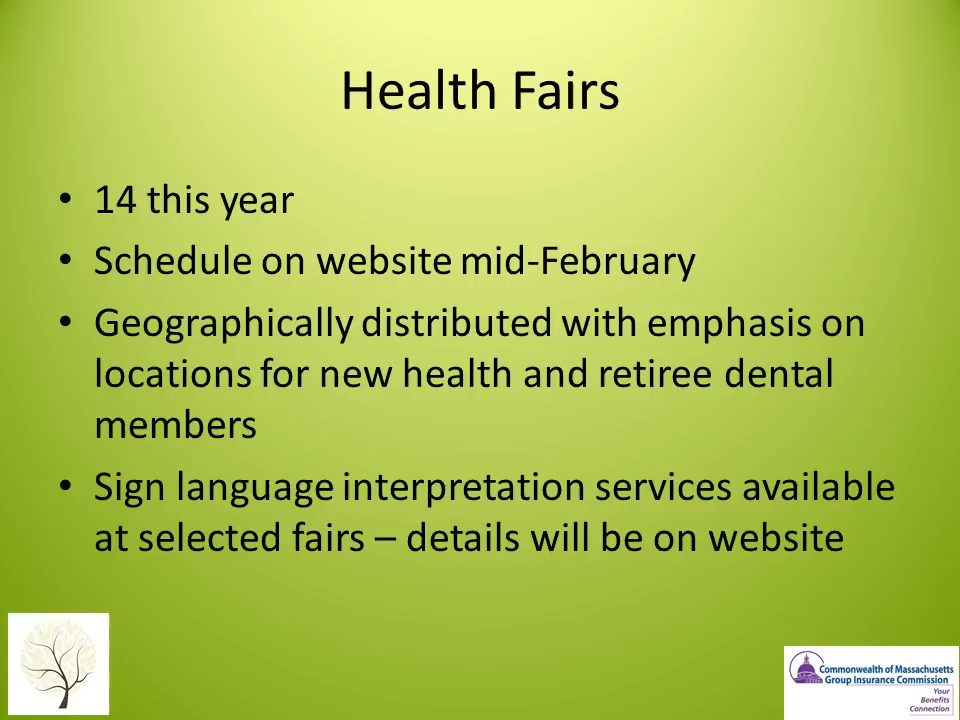 Health Fairs
• 14 this year
• Schedule on website mid-February
• Geographically distributed with emphasis on
locations for new health and retiree dental
members
• Sign language interpretation services available
at selected fairs – details will be on website
Commonwealth of Massachusetts
Group Insurance Commission
Your
Benefits
Connection